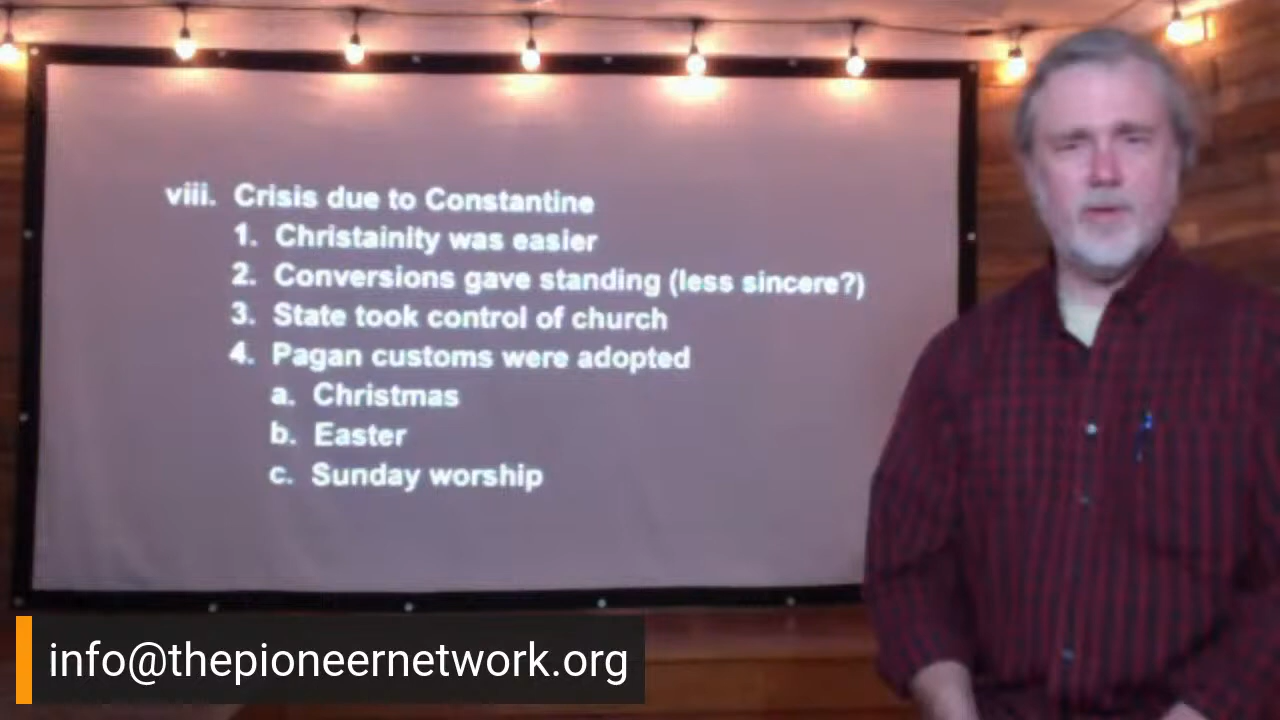 viii. Crisis due to Constantine
1. Christainity was easier
2. Conversions gave standing (less sincere?)
3. State took control of church
4. Pagan customs were adopted
a. Christmas
b. Easter
c. Sunday worship
info@thepioneernetwork.org